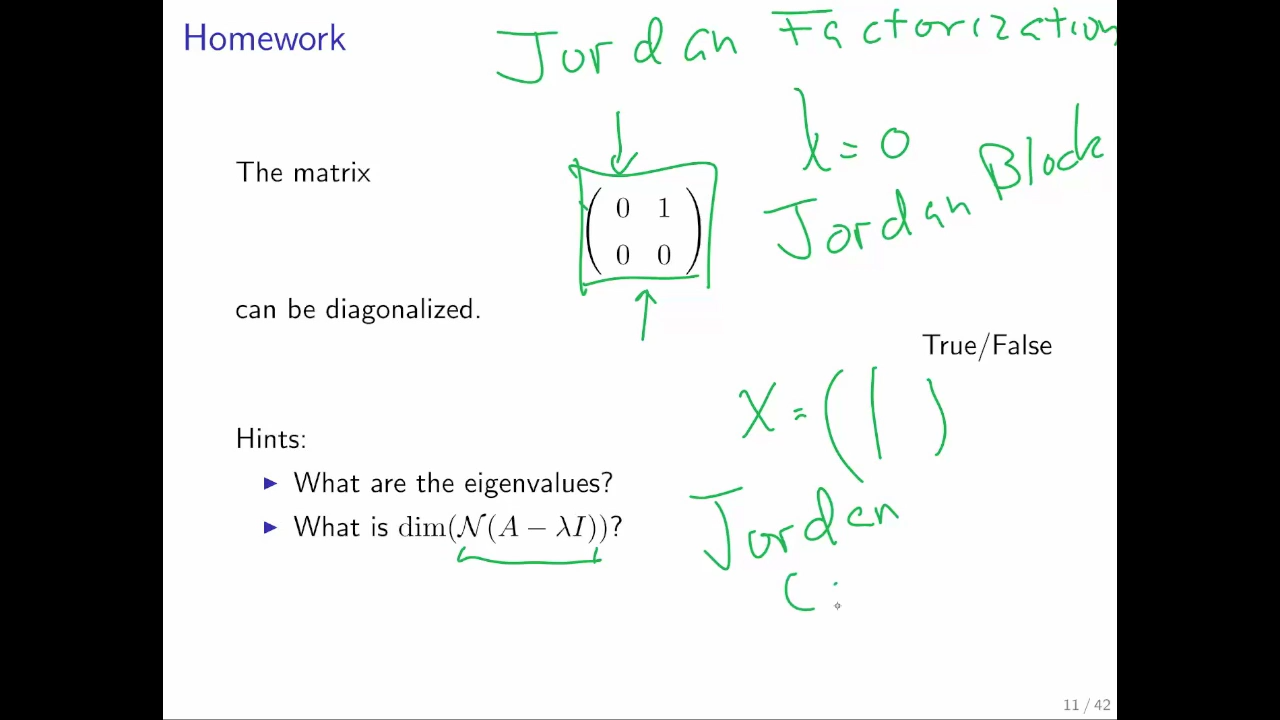 Homework
Jordan Factorization
λ = 0
Jordan Block
The matrix
0 1
0 0
can be diagonalized.
True/False
X = ( | )
Hints:
▶ What are the eigenvalues?
▶ What is dim(𝒩(A − λI))?
Jordan
11 / 42